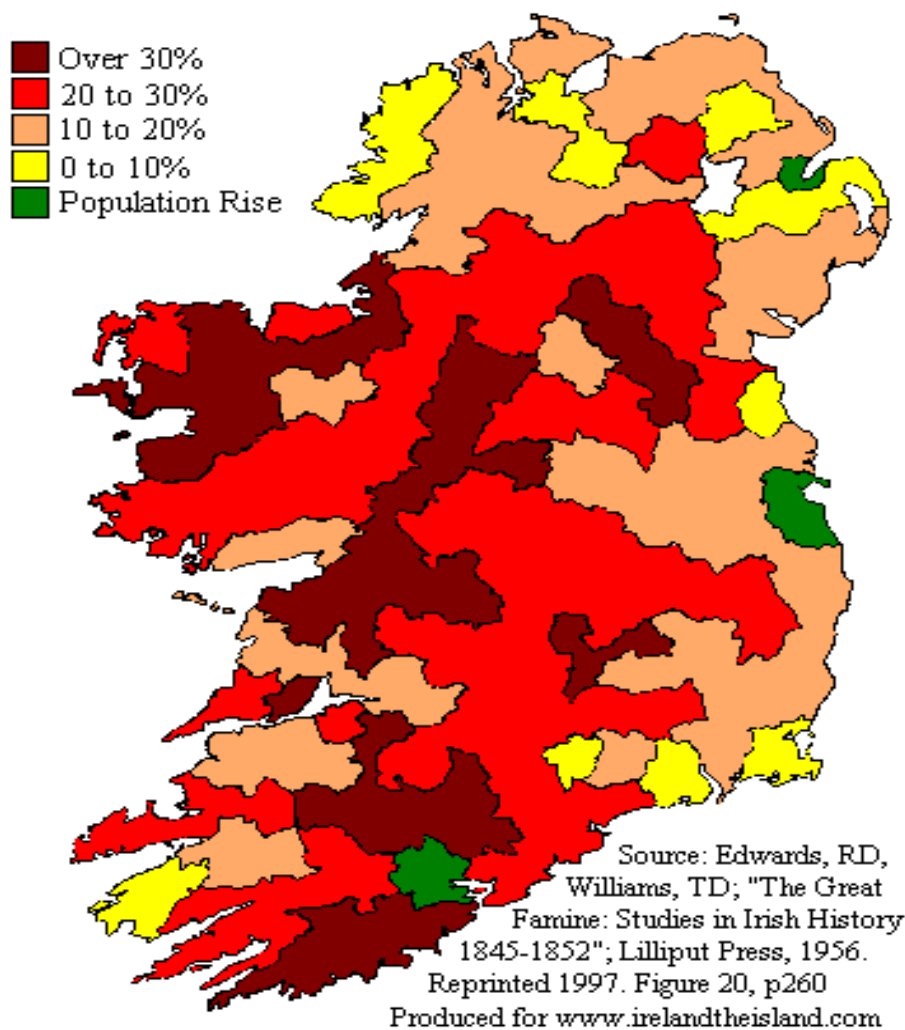 Over 30%
20 to 30%
10 to 20%
0 to 10%
Population Rise
Source: Edwards, RD,
Williams, TD; "The Great
Famine: Studies in Irish History
1845-1852"; Lilliput Press, 1956.
Reprinted 1997. Figure 20, p260
Produced for www.irelandtheisland.com